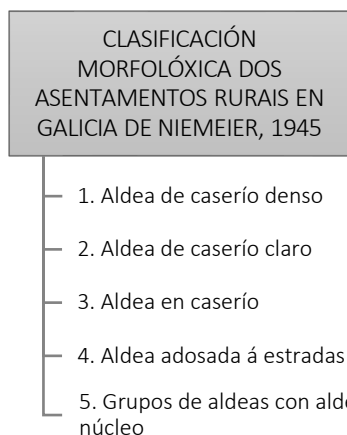 CLASIFICACIÓN
MORFOLÓXICA DOS
ASENTAMENTOS RURAIS EN
GALICIA DE NIEMEIER, 1945
1. Aldea de caserío denso
2. Aldea de caserío claro
3. Aldea en caserío
4. Aldea adosada á estradas
5. Grupos de aldeas con
núcleo